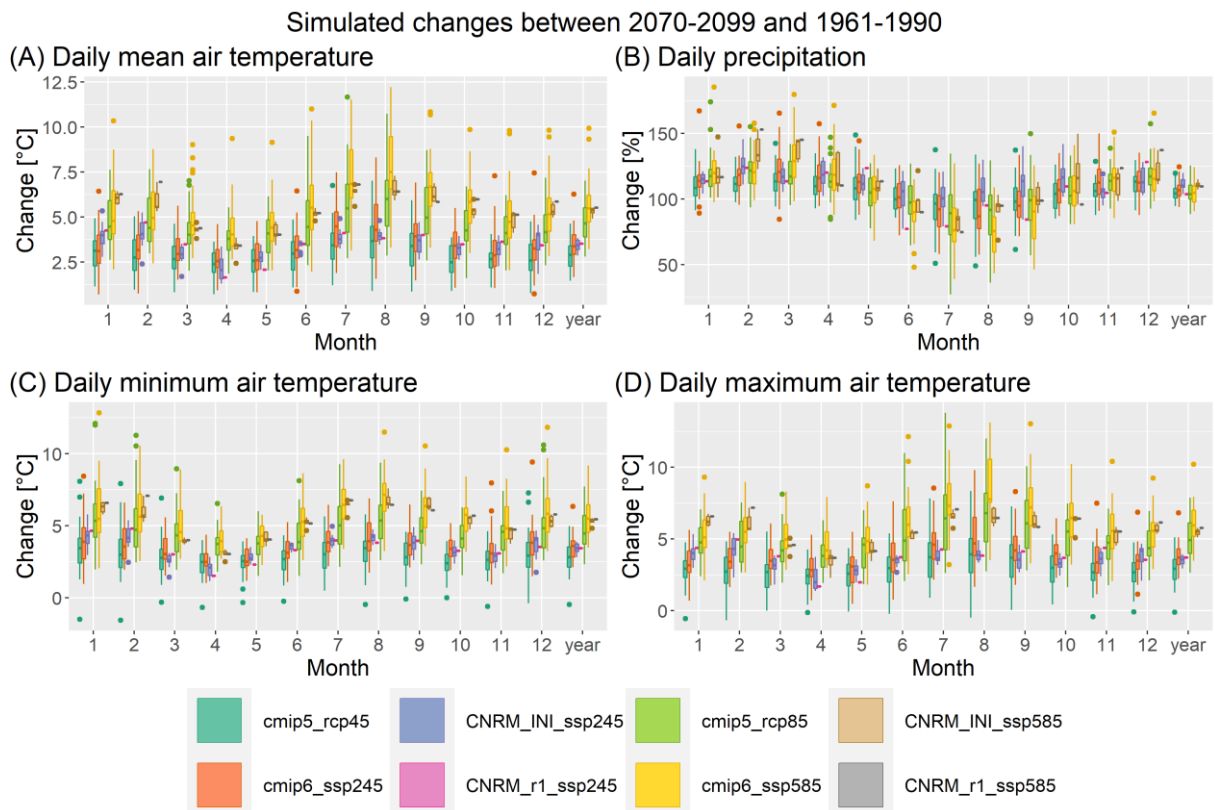 Simulated changes between 2070-2099 and 1961-1990
(A) Daily mean air temperature
(B) Daily precipitation
12.5
10.0
7.5
5.0
2.5
Change [°C]
1 2 3 4 5 6 7 8 9 10 11 12 year
Month
150
100
50
Change [%]
1 2 3 4 5 6 7 8 9 10 11 12 year
Month
(C) Daily minimum air temperature
(D) Daily maximum air temperature
10
5
0
Change [°C]
1 2 3 4 5 6 7 8 9 10 11 12 year
Month
10
5
0
Change [°C]
1 2 3 4 5 6 7 8 9 10 11 12 year
Month
cmip5_rcp45 CNRM_INI_ssp245 cmip5_rcp85 CNRM_INI_ssp585
cmip6_ssp245 CNRM_r1_ssp245 cmip6_ssp585 CNRM_r1_ssp585